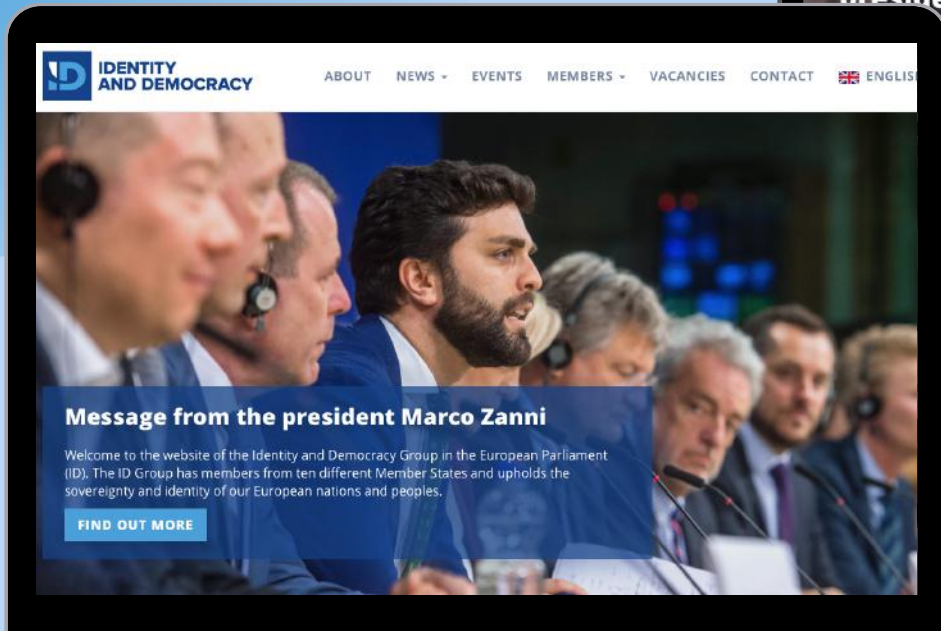 IDENTITY
AND DEMOCRACY
ABOUT NEWS EVENTS MEMBERS VACANCIES CONTACT ENGLIS
Message from the president Marco Zanni
Welcome to the website of the Identity and Democracy Group in the European Parliament
(ID). The ID Group has members from ten different Member States and upholds the
sovereignty and identity of our European nations and peoples.
FIND OUT MORE